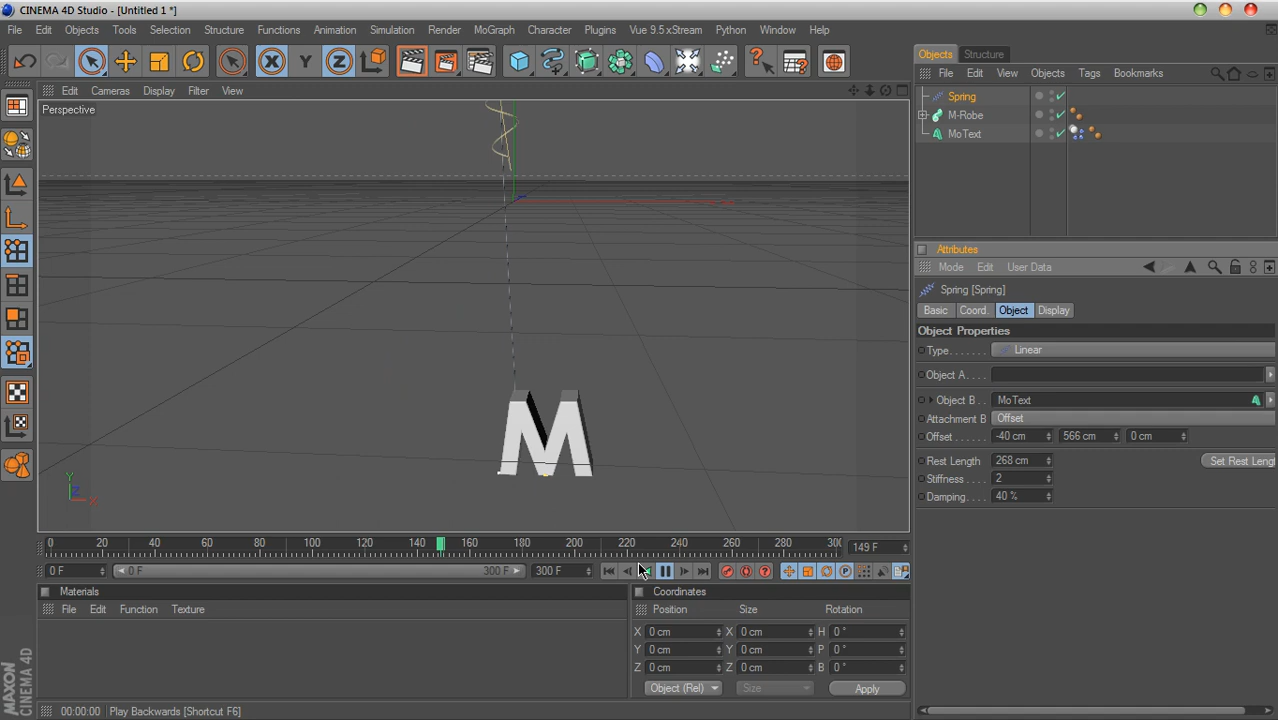 CINEMA 4D Studio - [Untitled 1 *]
File Edit Objects Tools Selection Structure Functions Animation Simulation Render MoGraph Character Plugins Vue 9.5 xStream Python Window Help
X Y Z
Objects Structure
File Edit View Objects Tags Bookmarks
Spring
M-Robe
MoText
Edit Cameras Display Filter View
Perspective
M
Y
Z
X
Attributes
Mode Edit User Data
Spring [Spring]
Basic Coord. Object Display
Object Properties
Type. . . . . . . Linear
Object A. . . .
Object B. . MoText
Attachment B Offset
Offset. . . . -40 cm 566 cm 0 cm
Rest Length 268 cm Set Rest Lengt
Stiffness. . 2
Damping. . . . 40 %
0 20 40 60 80 100 120 140 160 180 200 220 240 260 280 300 149 F
0 F 0 F 300 F 300 F P
Materials
File Edit Function Texture
Coordinates
Position Size Rotation
X 0 cm X 0 cm H 0 °
Y 0 cm Y 0 cm P 0 °
Z 0 cm Z 0 cm B 0 °
Object (Rel) Size Apply
MAXON
CINEMA 4D
00:00:00 Play Backwards [Shortcut F6]